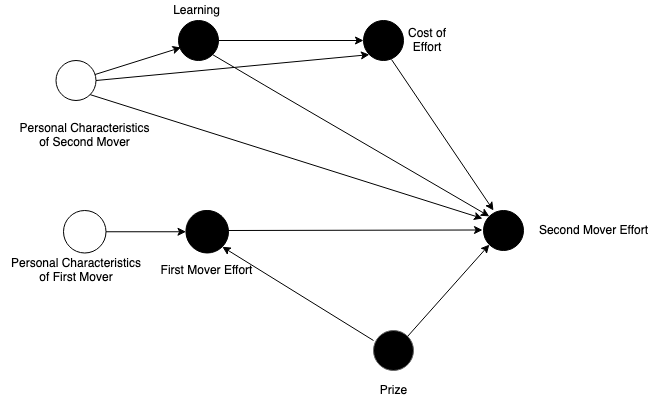 Learning
Cost of
Effort
Personal Characteristics
of Second Mover
Second Mover Effort
Personal Characteristics
of First Mover
First Mover Effort
Prize